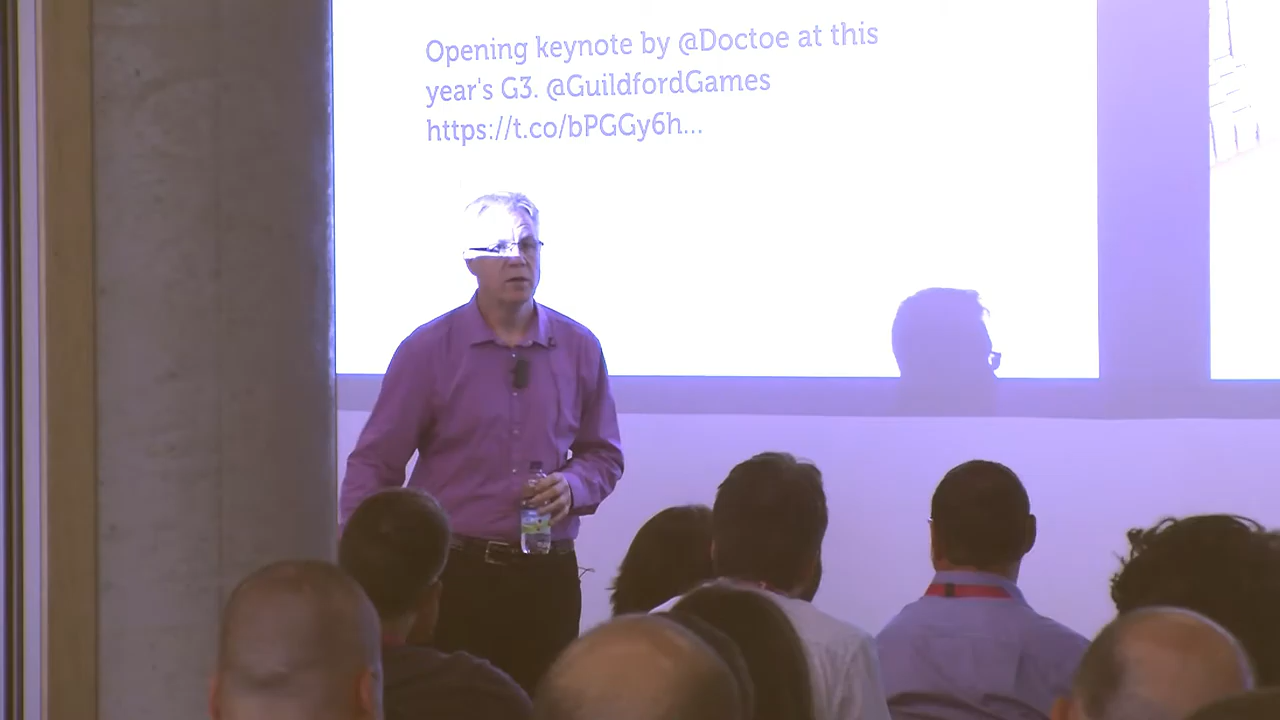 Opening keynote by @Doctoe at this
year's G3. @GuildfordGames
https://t.co/bPGGy6h...